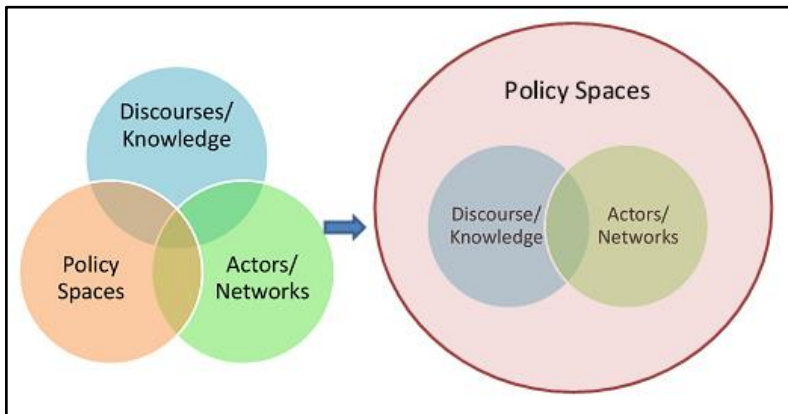 Discourses/
Knowledge
Policy
Spaces
Actors/
Networks
Policy Spaces
Discourse/
Knowledge
Actors/
Networks